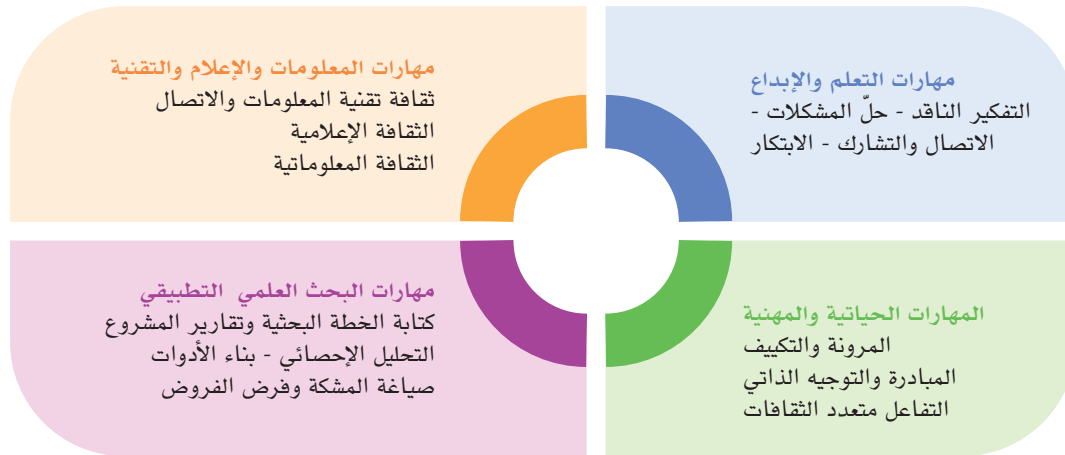 مهارات التعلم والإبداع
التفكير الناقد - حلّ المشكلات -
الاتصال والتشارك - الابتكار
مهارات المعلومات والإعلام والتقنية
ثقافة تقنية المعلومات والاتصال
الثقافة الإعلامية
الثقافة المعلوماتية
المهارات الحياتية والمهنية
المرونة والتكييف
المبادرة والتوجيه الذاتي
التفاعل متعدد الثقافات
مهارات البحث العلمي التطبيقي
كتابة الخطة البحثية وتقارير المشروع
التحليل الإحصائي - بناء الأدوات
صياغة المشكة وفرض الفروض